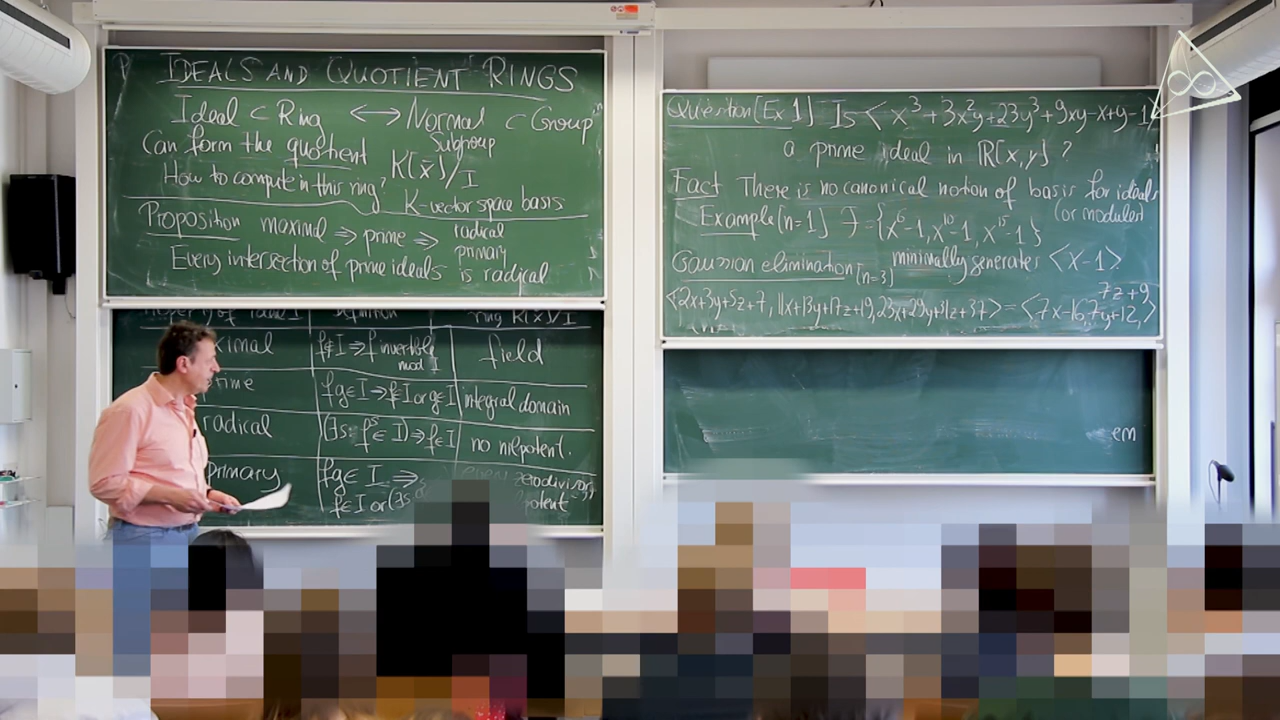 IDEALS AND QUOTIENT RINGS
Ideal ⊂ Ring ⟷ Normal ⊂ Group
Subgroup
Can form the quotient K[x̄]/I
How to compute in this ring?
K-vector space basis
Proposition maximal ⇒ prime ⇒ radical
primary
Every intersection of prime ideals is radical
ring K[x]/I
f∉I ⇒ f invertible mod I field
fg∈I ⇒ f∈I or g∈I integral domain
radical (∃s: f^s ∈ I) ⇒ f∈I no nilpotent.
primary fg∈I ⇒ every zerodivisor
f∈I or (∃s:
Question [Ex 1] Is < x³+3x²y+23y³+9xy-x+y-1
a prime ideal in ℝ[x,y] ?
Fact There is no canonical notion of basis for ideals
(or modules)
Example [n=1] F = {x⁶-1, x¹⁰-1, x¹⁵-1}
minimally generates <x-1>
Gaussian elimination [n=3]
<2x+3y+5z+7, 11x+13y+17z+19, 23x+29y+31z+37> = <7x-16, 7y+12, 7z+9>
em